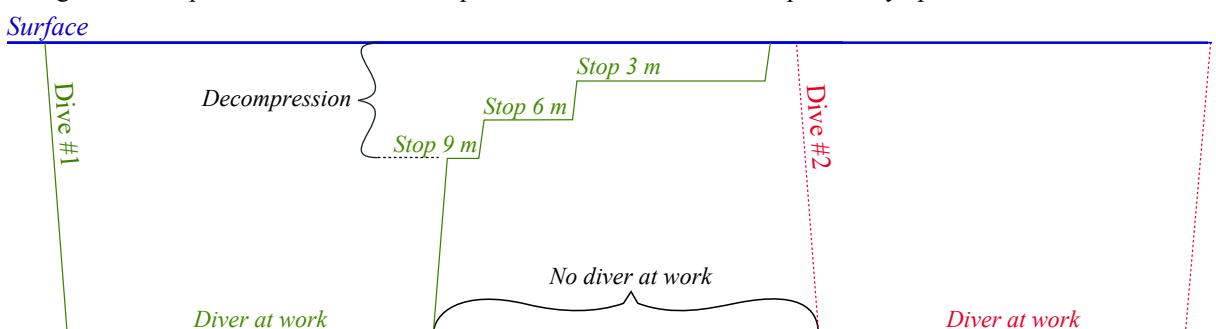 Surface
Stop 3 m
Dive #1
Decompression
Stop 6 m
Dive #2
Stop 9 m
No diver at work
Diver at work
Diver at work